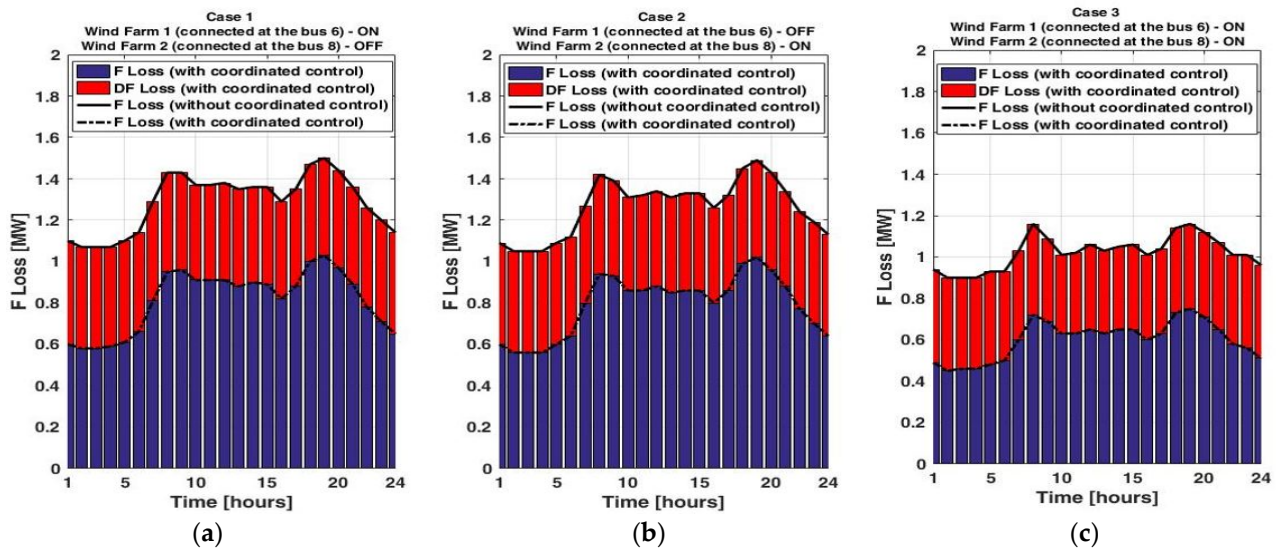 Case 1
Wind Farm 1 (connected at the bus 6) - ON
Wind Farm 2 (connected at the bus 8) - OFF
F Loss (with coordinated control)
DF Loss (with coordinated control)
F Loss (without coordinated control)
F Loss (with coordinated control)
F Loss [MW]
2
1.8
1.6
1.4
1.2
1
0.8
0.6
0.4
0.2
0
1
5
10
15
20
24
Time [hours]
(a)
Case 2
Wind Farm 1 (connected at the bus 6) - OFF
Wind Farm 2 (connected at the bus 8) - ON
F Loss (with coordinated control)
DF Loss (with coordinated control)
F Loss (without coordinated control)
F Loss (with coordinated control)
F Loss [MW]
2
1.8
1.6
1.4
1.2
1
0.8
0.6
0.4
0.2
0
1
5
10
15
20
24
Time [hours]
(b)
Case 3
Wind Farm 1 (connected at the bus 6) - ON
Wind Farm 2 (connected at the bus 8) - ON
F Loss (with coordinated control)
DF Loss (with coordinated control)
F Loss (without coordinated control)
F Loss (with coordinated control)
F Loss [MW]
2
1.8
1.6
1.4
1.2
1
0.8
0.6
0.4
0.2
0
1
5
10
15
20
24
Time [hours]
(c)